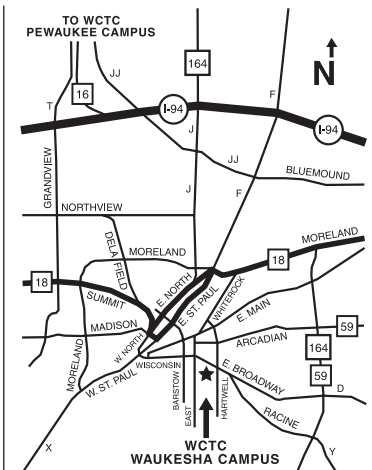 TO WCTC
PEWAUKEE CAMPUS
164
JJ
16
N
T
I-94
F
I-94
J
JJ
BLUEMOUND
GRANDVIEW
J
F
NORTHVIEW
DELAFIELD
MORELAND
MORELAND
18
18
E. NORTH
E. ST. PAUL
SUMMIT
WHITEROCK
E. MAIN
MADISON
59
W. NORTH
ARCADIAN
164
MORELAND
WISCONSIN
W. ST. PAUL
BARSTOW
EAST
HARTWELL
E. BROADWAY
59
D
RACINE
X
WCTC
WAUKESHA CAMPUS
Y